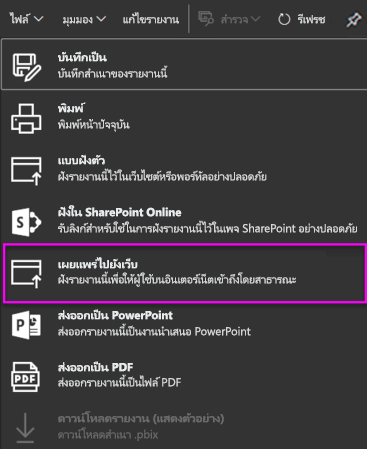 ไฟล์ มุมมอง แก้ไขรายงาน สำรวจ รีเฟรช
บันทึกเป็น
บันทึกสำเนาของรายงานนี้
พิมพ์
พิมพ์หน้าปัจจุบัน
แบบฝังตัว
ฝังรายงานนี้ไว้ในเว็บไซต์หรือพอร์ทัลอย่างปลอดภัย
ฝังใน SharePoint Online
รับลิงก์สำหรับใช้ในการฝังรายงานนี้ไว้ในเพจ SharePoint อย่างปลอดภัย
เผยแพร่ไปยังเว็บ
ฝังรายงานนี้เพื่อให้ผู้ใช้บนอินเตอร์เน็ตเข้าถึงโดยสาธารณะ
ส่งออกเป็น PowerPoint
ส่งออกรายงานนี้เป็นงานนำเสนอ PowerPoint
ส่งออกเป็น PDF
ส่งออกรายงานนี้เป็นไฟล์ PDF
ดาวน์โหลดรายงาน (แสดงตัวอย่าง)
ดาวน์โหลดสำเนา .pbix